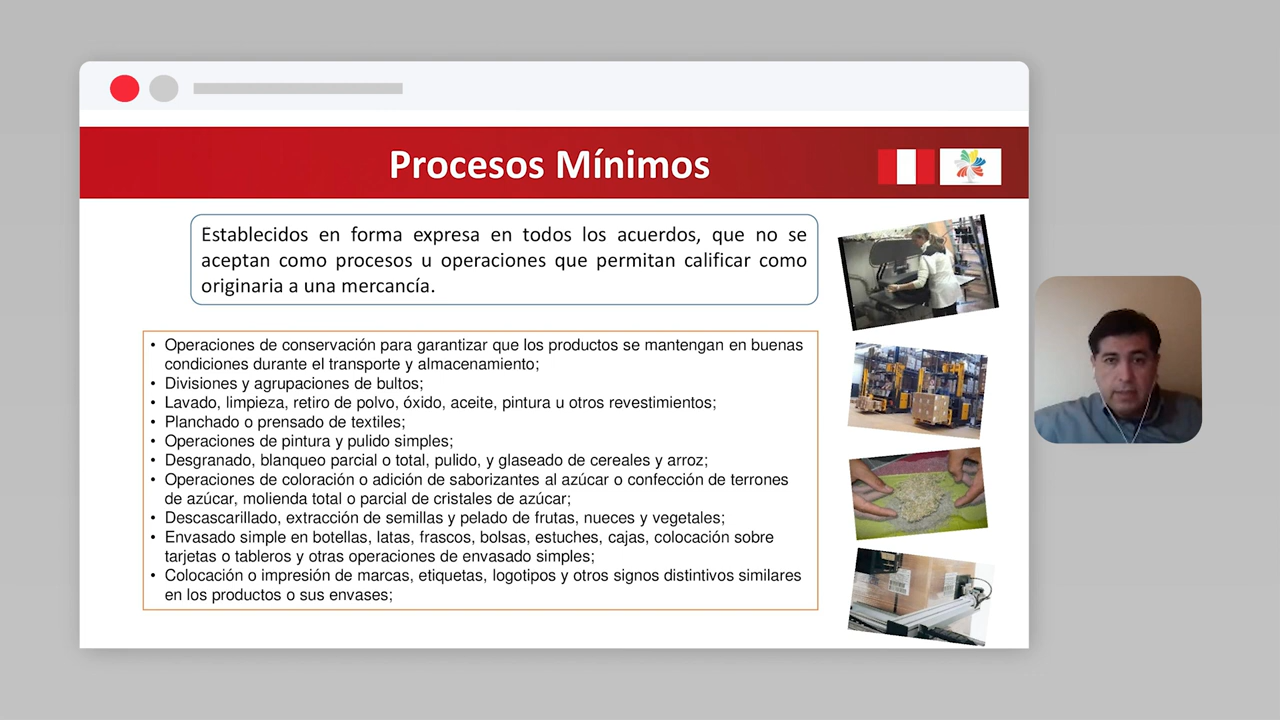 Procesos Mínimos
Establecidos en forma expresa en todos los acuerdos, que no se
aceptan como procesos u operaciones que permitan calificar como
originaria a una mercancía.
• Operaciones de conservación para garantizar que los productos se mantengan en buenas
condiciones durante el transporte y almacenamiento;
• Divisiones y agrupaciones de bultos;
• Lavado, limpieza, retiro de polvo, óxido, aceite, pintura u otros revestimientos;
• Planchado o prensado de textiles;
• Operaciones de pintura y pulido simples;
• Desgranado, blanqueo parcial o total, pulido, y glaseado de cereales y arroz;
• Operaciones de coloración o adición de saborizantes al azúcar o confección de terrones
de azúcar, molienda total o parcial de cristales de azúcar;
• Descascarillado, extracción de semillas y pelado de frutas, nueces y vegetales;
• Envasado simple en botellas, latas, frascos, bolsas, estuches, cajas, colocación sobre
tarjetas o tableros y otras operaciones de envasado simples;
• Colocación o impresión de marcas, etiquetas, logotipos y otros signos distintivos similares
en los productos o sus envases;